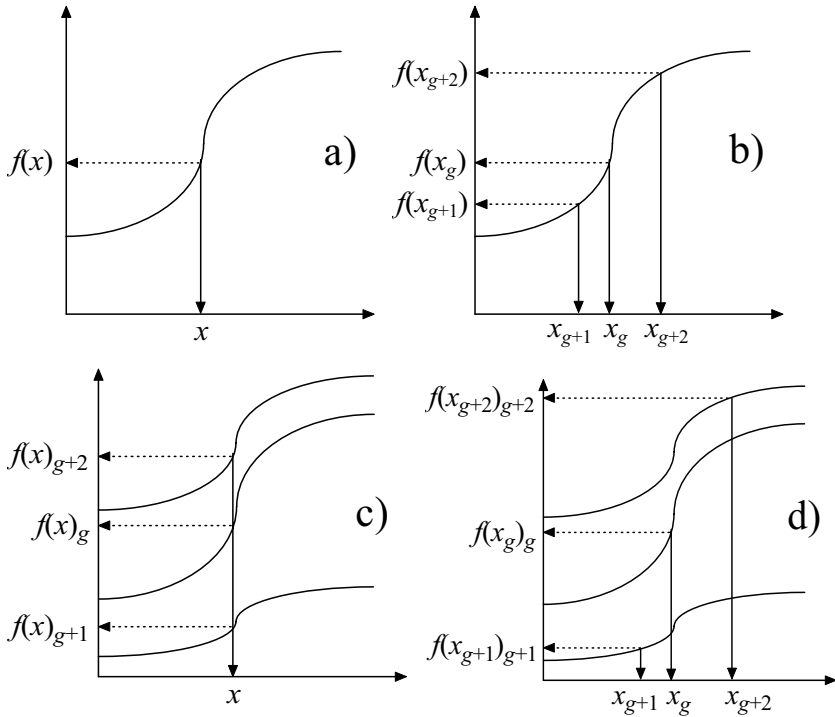 f(x)
a)
x
f(x_{g+2})
f(x_g)
f(x_{g+1})
b)
x_{g+1} x_g x_{g+2}
f(x)_{g+2}
f(x)_g
f(x)_{g+1}
c)
x
f(x_{g+2})_{g+2}
f(x_g)_g
f(x_{g+1})_{g+1}
d)
x_{g+1} x_g x_{g+2}